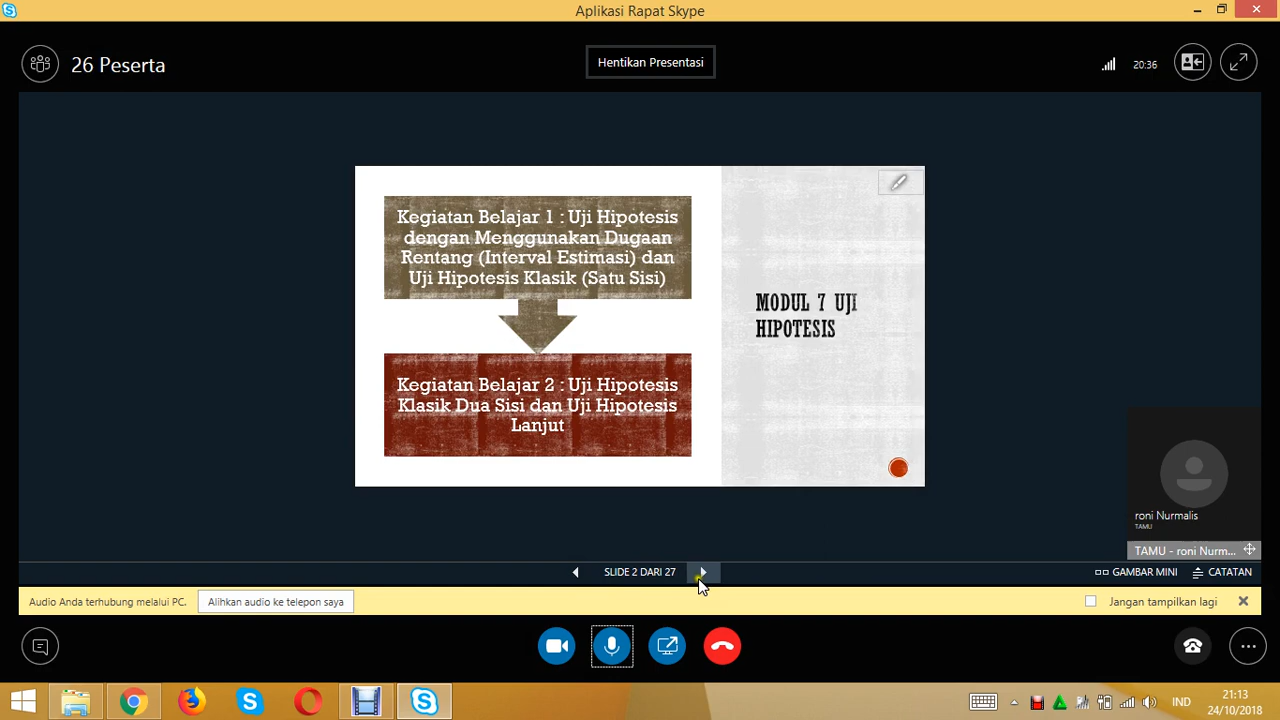 Aplikasi Rapat Skype
26 Peserta
Hentikan Presentasi
20:36
Kegiatan Belajar 1 : Uji Hipotesis
dengan Menggunakan Dugaan
Rentang (Interval Estimasi) dan
Uji Hipotesis Klasik (Satu Sisi)
Kegiatan Belajar 2 : Uji Hipotesis
Klasik Dua Sisi dan Uji Hipotesis
Lanjut
MODUL 7 UJI
HIPOTESIS
roni Nurmalis
TAMU
TAMU - roni Nurm...
SLIDE 2 DARI 27
GAMBAR MINI
CATATAN
Audio Anda terhubung melalui PC.
Alihkan audio ke telepon saya
Jangan tampilkan lagi
IND
21:13
24/10/2018